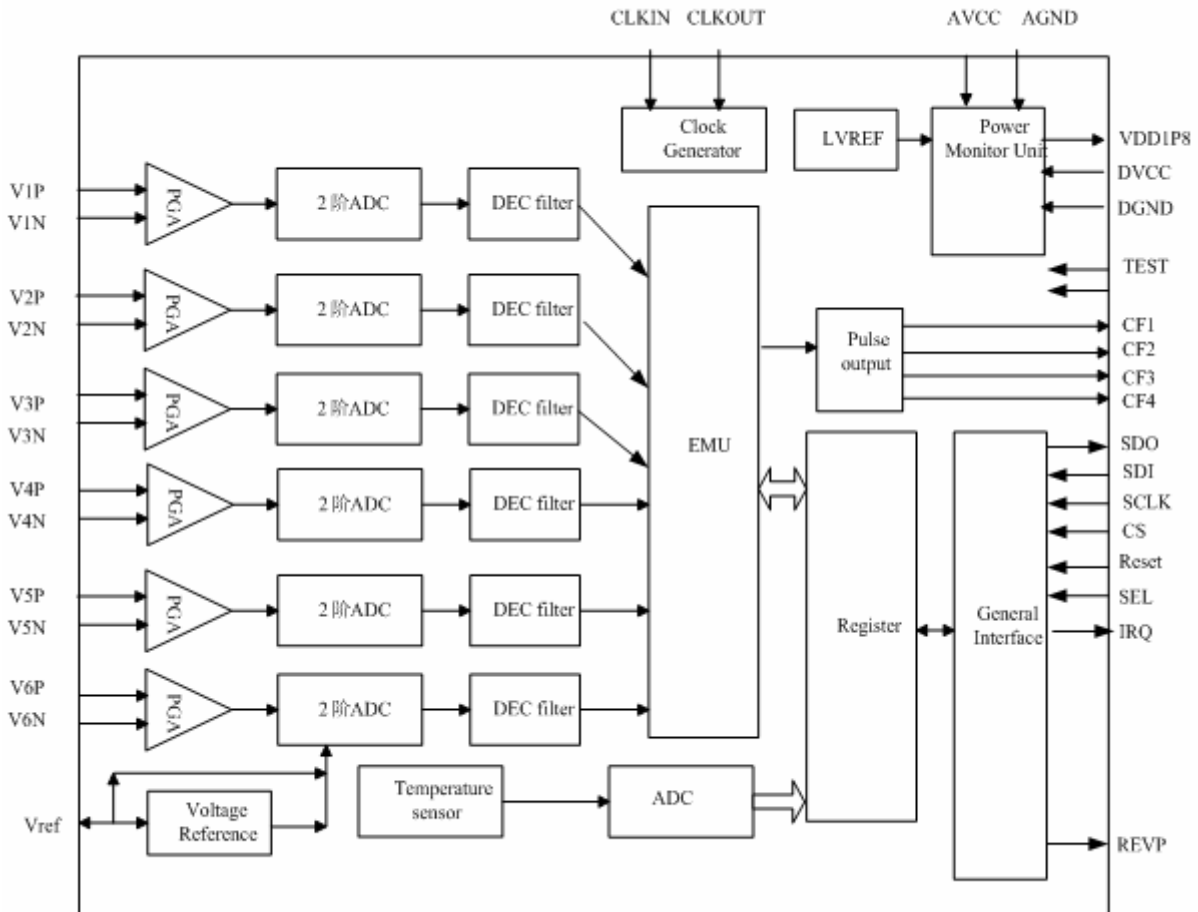 CLKIN CLKOUT
AVCC AGND
Clock
Generator
LVREF
Power
Monitor Unit
VDD1P8
DVCC
DGND
TEST
V1P
V1N
PGA
2 阶ADC
DEC filter
V2P
V2N
PGA
2 阶ADC
DEC filter
V3P
V3N
PGA
2 阶ADC
DEC filter
V4P
V4N
PGA
2 阶ADC
DEC filter
V5P
V5N
PGA
2 阶ADC
DEC filter
V6P
V6N
PGA
2 阶ADC
DEC filter
EMU
Pulse
output
CF1
CF2
CF3
CF4
Register
General
Interface
SDO
SDI
SCLK
CS
Reset
SEL
IRQ
REVP
Vref
Voltage
Reference
Temperature
sensor
ADC